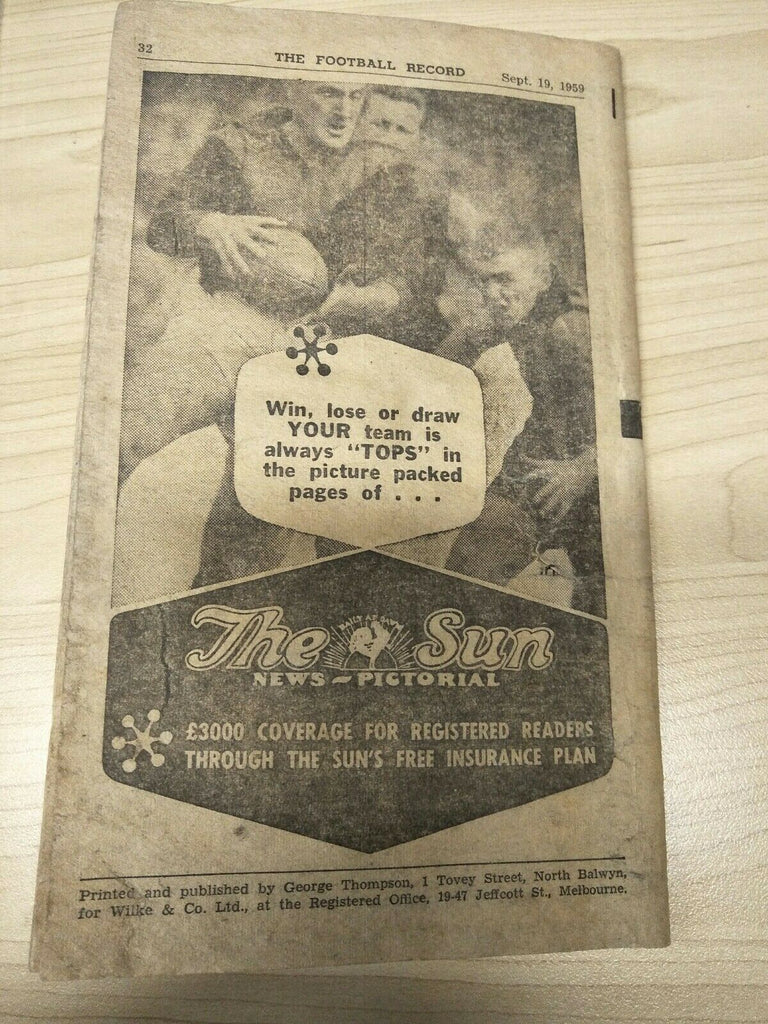 32
THE FOOTBALL RECORD
Sept. 19, 1959
Win, lose or draw
YOUR team is
always "TOPS" in
the picture packed
pages of . . .
DAILY AT DAWN
The Sun
NEWS-PICTORIAL
£3000 COVERAGE FOR REGISTERED READERS
THROUGH THE SUN'S FREE INSURANCE PLAN
Printed and published by George Thompson, 1 Tovey Street, North Balwyn,
for Wilke & Co. Ltd., at the Registered Office, 19-47 Jeffcott St., Melbourne.